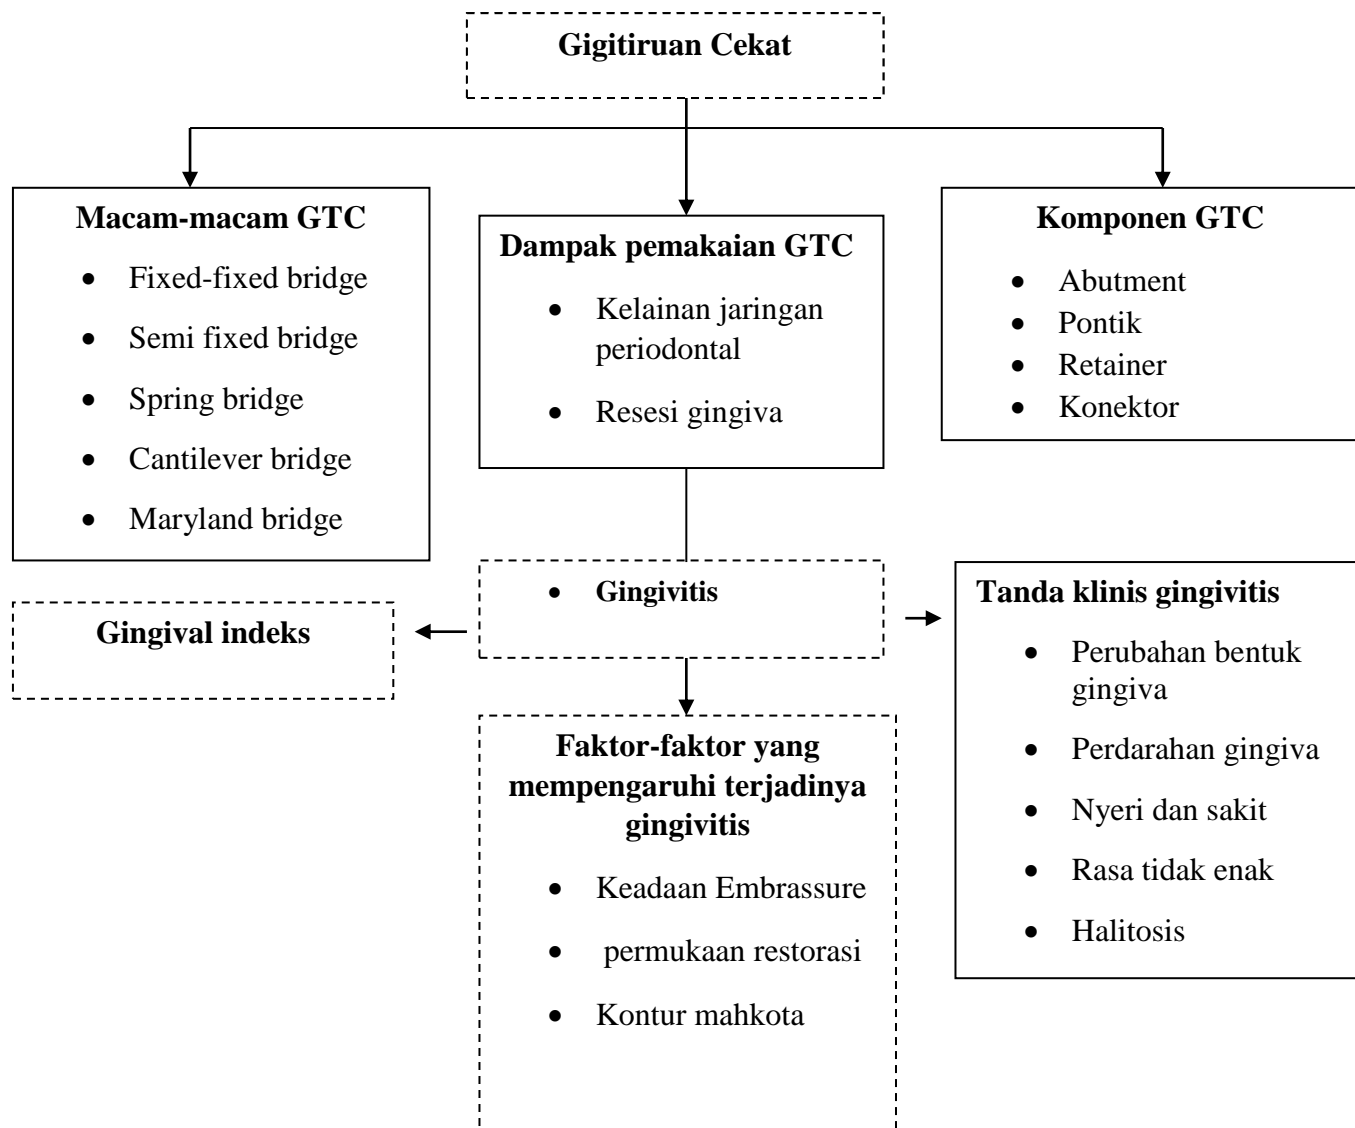 Gigitiruan Cekat
Macam-macam GTC
• Fixed-fixed bridge
• Semi fixed bridge
• Spring bridge
• Cantilever bridge
• Maryland bridge
Dampak pemakaian GTC
• Kelainan jaringan
periodontal
• Resesi gingiva
Komponen GTC
• Abutment
• Pontik
• Retainer
• Konektor
• Gingivitis
Gingival indeks
Tanda klinis gingivitis
• Perubahan bentuk
gingiva
• Perdarahan gingiva
• Nyeri dan sakit
• Rasa tidak enak
• Halitosis
Faktor-faktor yang
mempengaruhi terjadinya
gingivitis
• Keadaan Embrassure
• permukaan restorasi
• Kontur mahkota